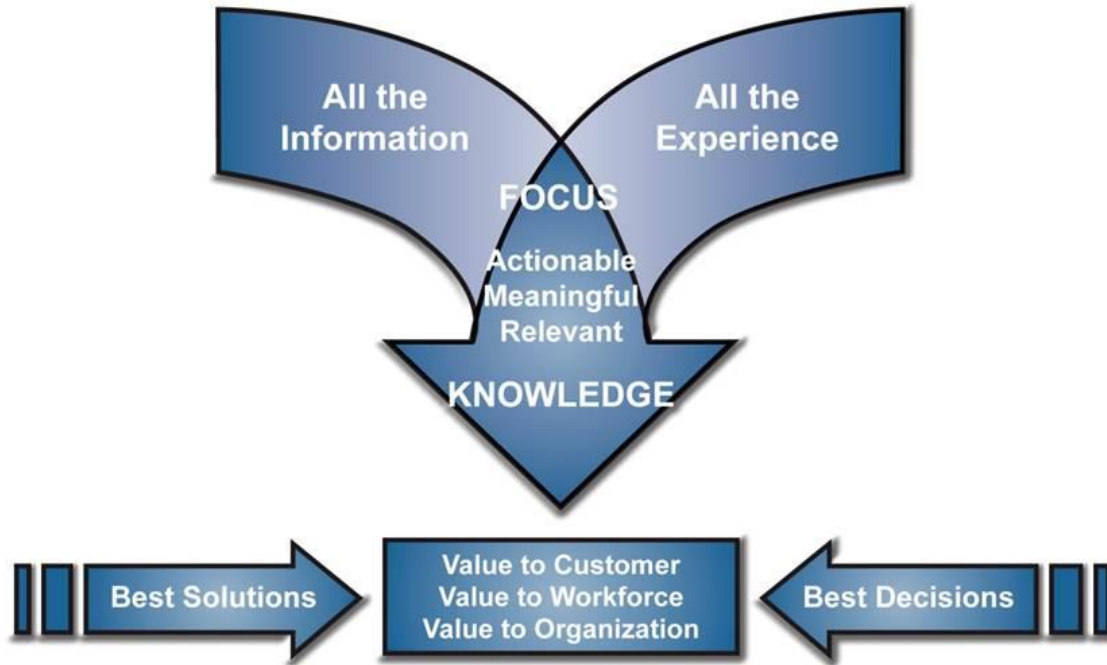 All the
Information
All the
Experience
FOCUS
Actionable
Meaningful
Relevant
KNOWLEDGE
Best Solutions
Value to Customer
Value to Workforce
Value to Organization
Best Decisions